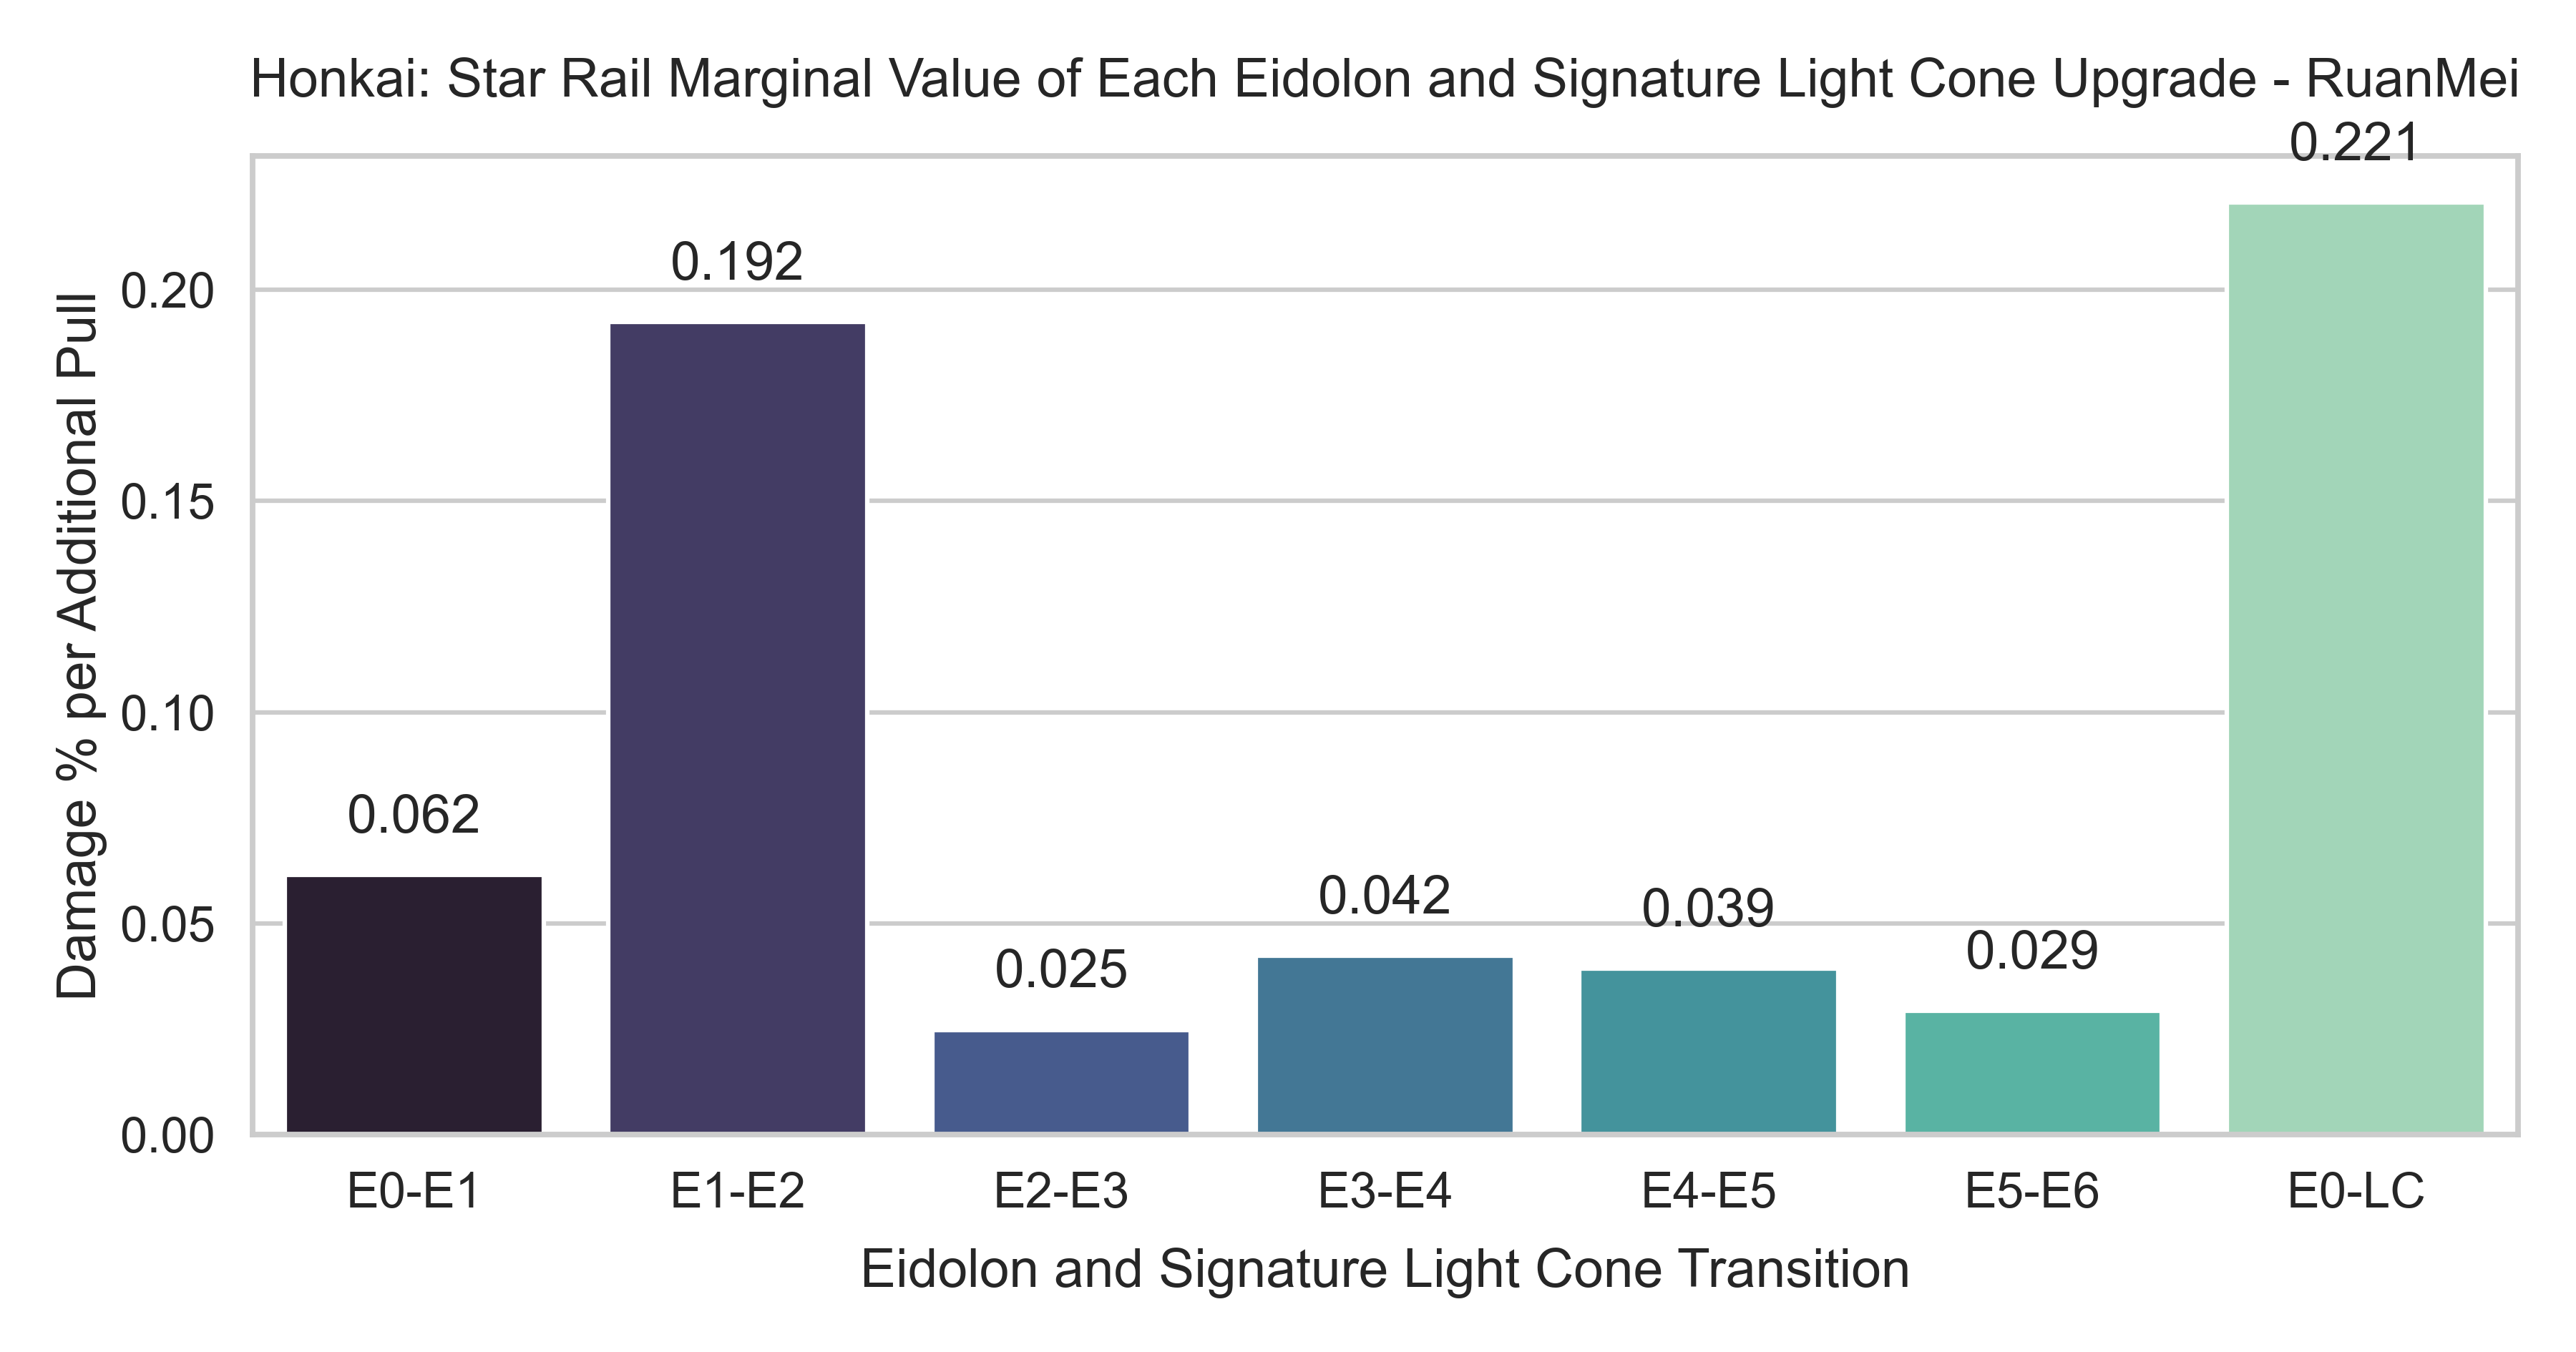 Honkai: Star Rail Marginal Value of Each Eidolon and Signature Light Cone Upgrade - RuanMei
Damage % per Additional Pull
0.20
0.15
0.10
0.05
0.00
0.062
0.192
0.025
0.042
0.039
0.029
0.221
E0-E1
E1-E2
E2-E3
E3-E4
E4-E5
E5-E6
E0-LC
Eidolon and Signature Light Cone Transition